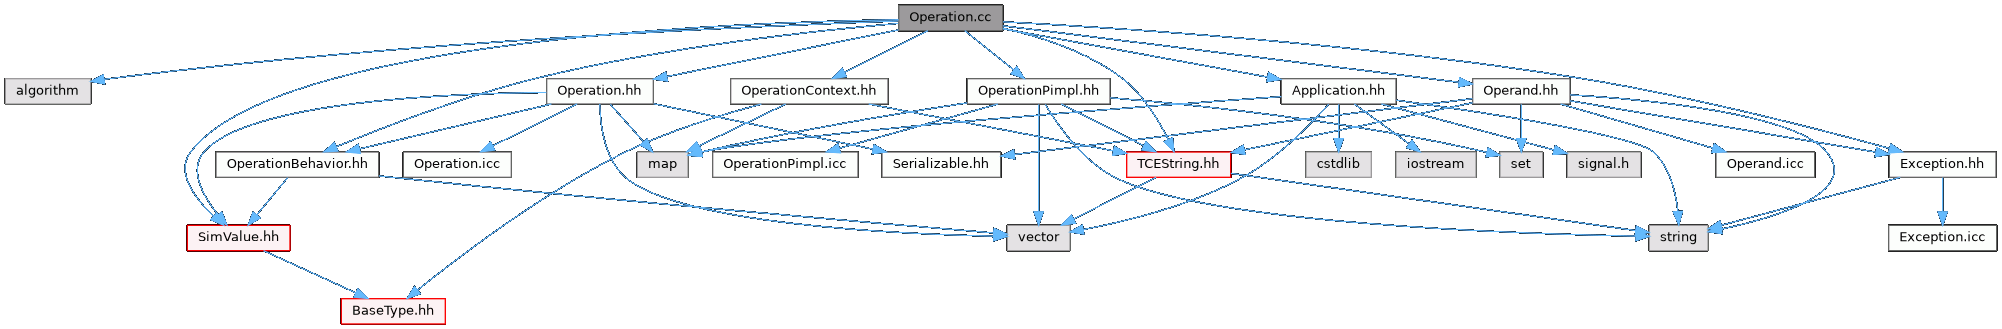 Operation.cc
algorithm
Operation.hh
OperationContext.hh
OperationPimpl.hh
Application.hh
Operand.hh
OperationBehavior.hh
Operation.icc
map
OperationPimpl.icc
Serializable.hh
TCEString.hh
cstdlib
iostream
set
signal.h
Operand.icc
Exception.hh
SimValue.hh
vector
string
Exception.icc
BaseType.hh